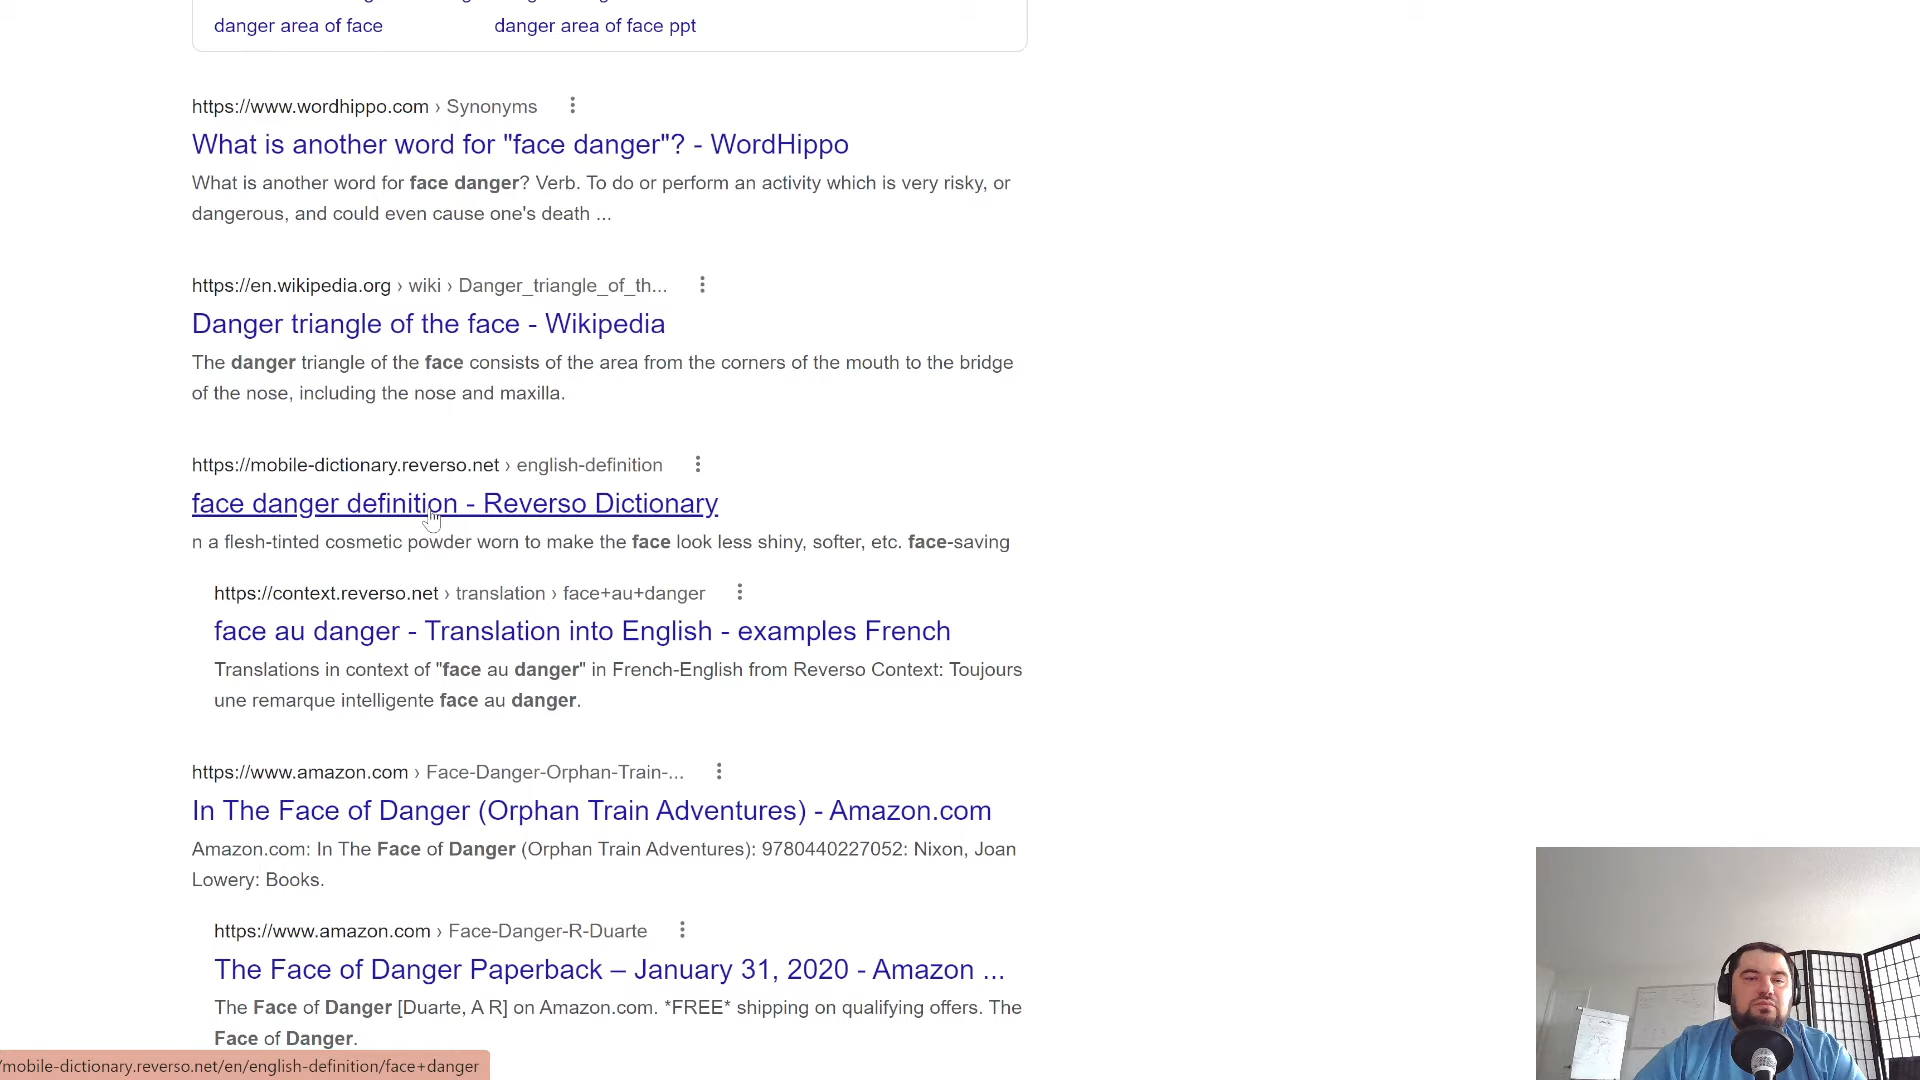 danger area of face
danger area of face ppt
https://www.wordhippo.com › Synonyms
What is another word for "face danger"? - WordHippo
What is another word for face danger? Verb. To do or perform an activity which is very risky, or
dangerous, and could even cause one's death ...
https://en.wikipedia.org › wiki › Danger_triangle_of_th...
Danger triangle of the face - Wikipedia
The danger triangle of the face consists of the area from the corners of the mouth to the bridge
of the nose, including the nose and maxilla.
https://mobile-dictionary.reverso.net › english-definition
face danger definition - Reverso Dictionary
n a flesh-tinted cosmetic powder worn to make the face look less shiny, softer, etc. face-saving
https://context.reverso.net › translation › face+au+danger
face au danger - Translation into English - examples French
Translations in context of "face au danger" in French-English from Reverso Context: Toujours
une remarque intelligente face au danger.
https://www.amazon.com › Face-Danger-Orphan-Train-...
In The Face of Danger (Orphan Train Adventures) - Amazon.com
Amazon.com: In The Face of Danger (Orphan Train Adventures): 9780440227052: Nixon, Joan
Lowery: Books.
https://www.amazon.com › Face-Danger-R-Duarte
The Face of Danger Paperback – January 31, 2020 - Amazon ...
The Face of Danger [Duarte, A R] on Amazon.com. *FREE* shipping on qualifying offers. The
Face of Danger.
/mobile-dictionary.reverso.net/en/english-definition/face+danger